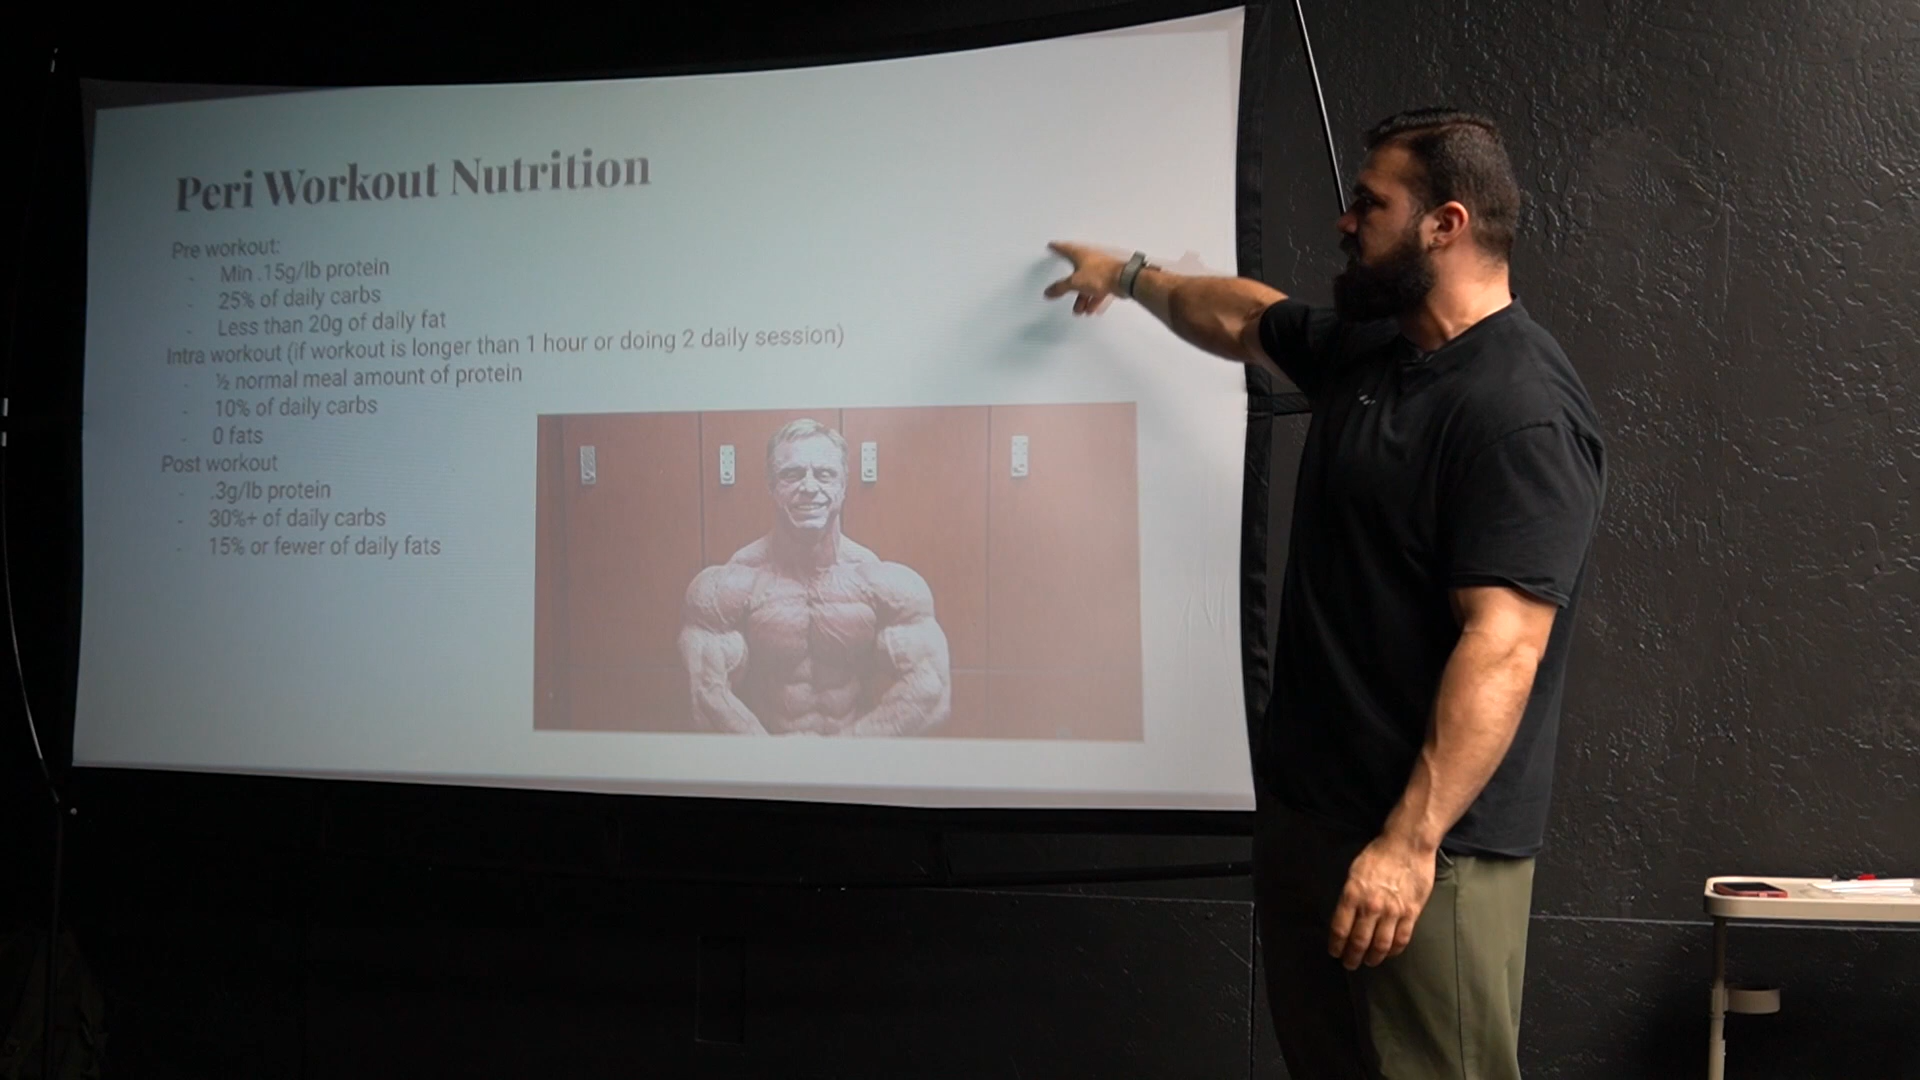 Peri Workout Nutrition
Pre workout:
- Min .15g/lb protein
- 25% of daily carbs
- Less than 20g of daily fat
Intra workout (if workout is longer than 1 hour or doing 2 daily session)
- ½ normal meal amount of protein
- 10% of daily carbs
- 0 fats
Post workout
- .3g/lb protein
- 30%+ of daily carbs
- 15% or fewer of daily fats